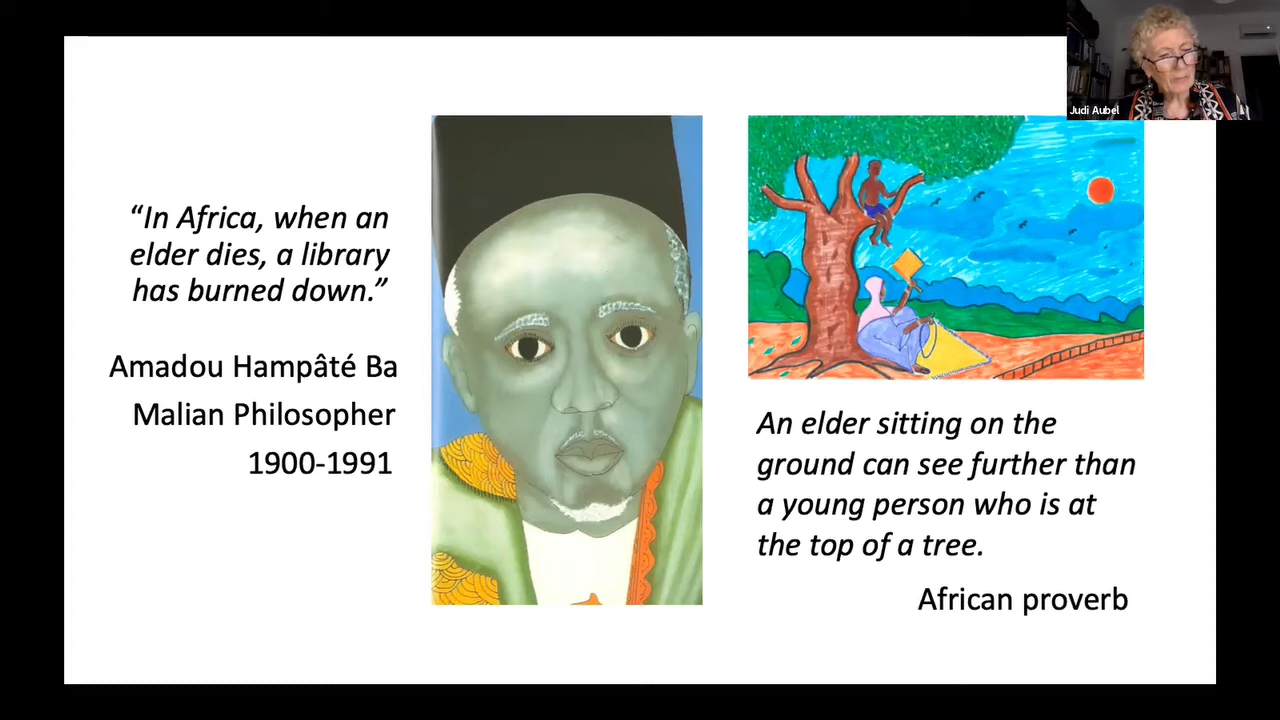 Judi Aubel
“In Africa, when an
elder dies, a library
has burned down.”
Amadou Hampâté Ba
Malian Philosopher
1900-1991
An elder sitting on the
ground can see further than
a young person who is at
the top of a tree.
African proverb